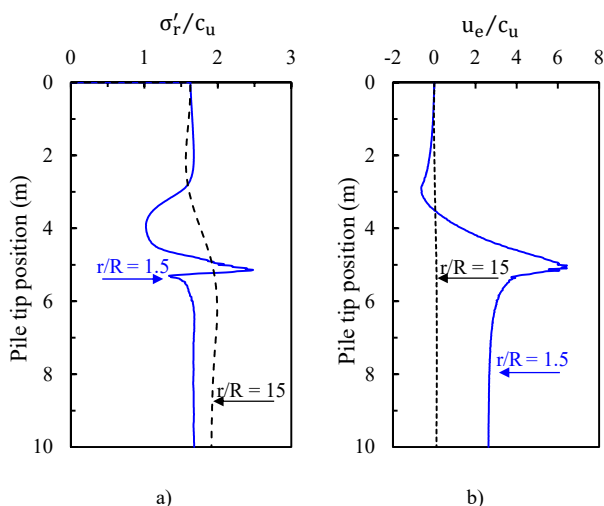 σ′r/cu
0 1 2 3
0
2
4
6
8
10
Pile tip position (m)
r/R = 1.5
r/R = 15
a)
ue/cu
-2 0 2 4 6 8
0
2
4
6
8
10
Pile tip position (m)
r/R = 15
r/R = 1.5
b)